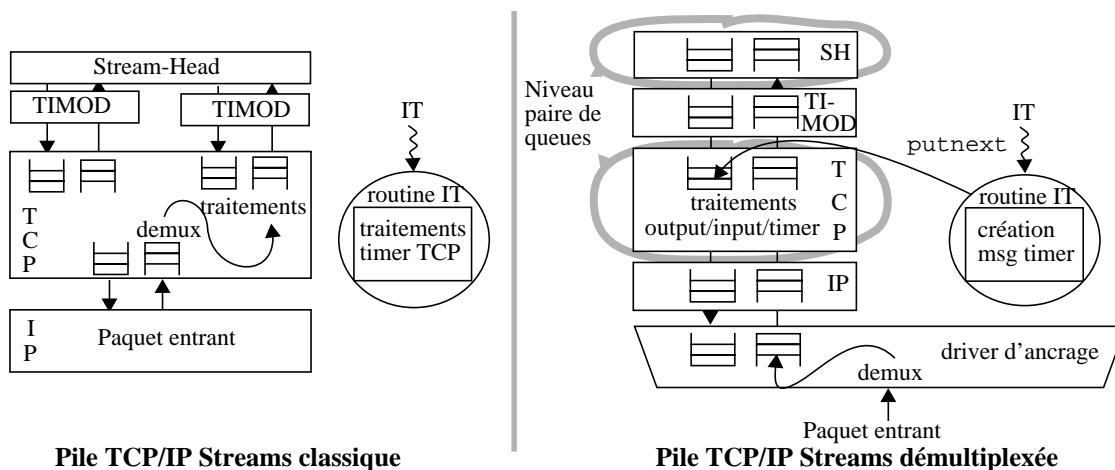 Stream-Head
TIMOD
TIMOD
IT
routine IT
traitements
timer TCP
T
C
P
demux
traitements
I
P
Paquet entrant
Pile TCP/IP Streams classique
Niveau
paire de
queues
SH
TI-
MOD
putnext
IT
routine IT
création
msg timer
T
C
P
traitements
output/input/timer
IP
driver d'ancrage
demux
Paquet entrant
Pile TCP/IP Streams démultiplexée